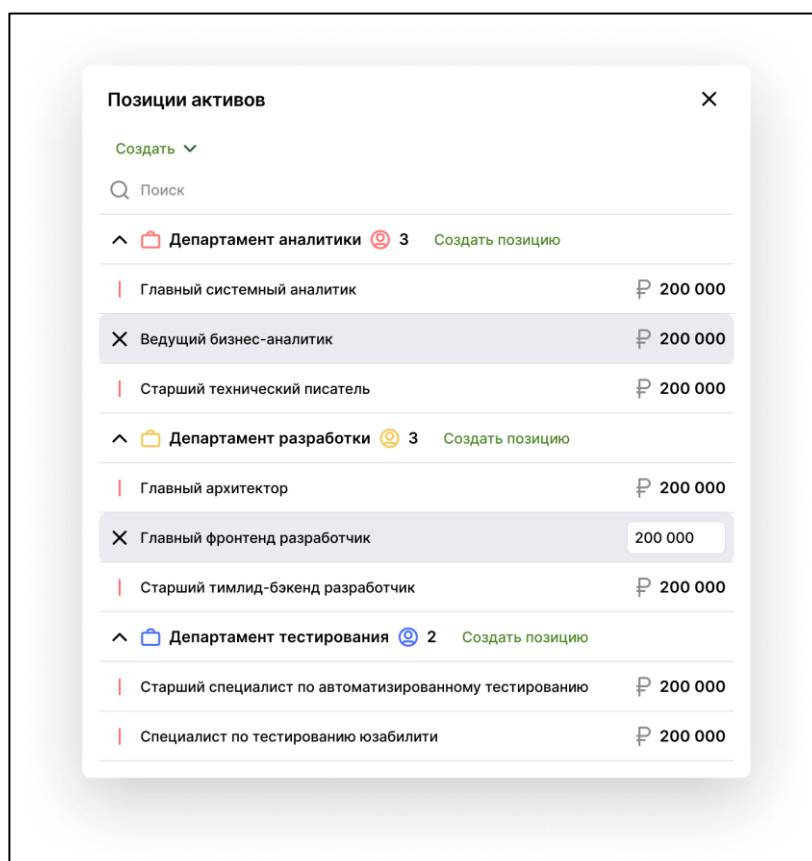 Позиции активов
Создать
Поиск
Департамент аналитики 3 Создать позицию
Главный системный аналитик ₽ 200 000
Ведущий бизнес-аналитик ₽ 200 000
Старший технический писатель ₽ 200 000
Департамент разработки 3 Создать позицию
Главный архитектор ₽ 200 000
Главный фронтенд разработчик 200 000
Старший тимлид-бэкенд разработчик ₽ 200 000
Департамент тестирования 2 Создать позицию
Старший специалист по автоматизированному тестированию ₽ 200 000
Специалист по тестированию юзабилити ₽ 200 000